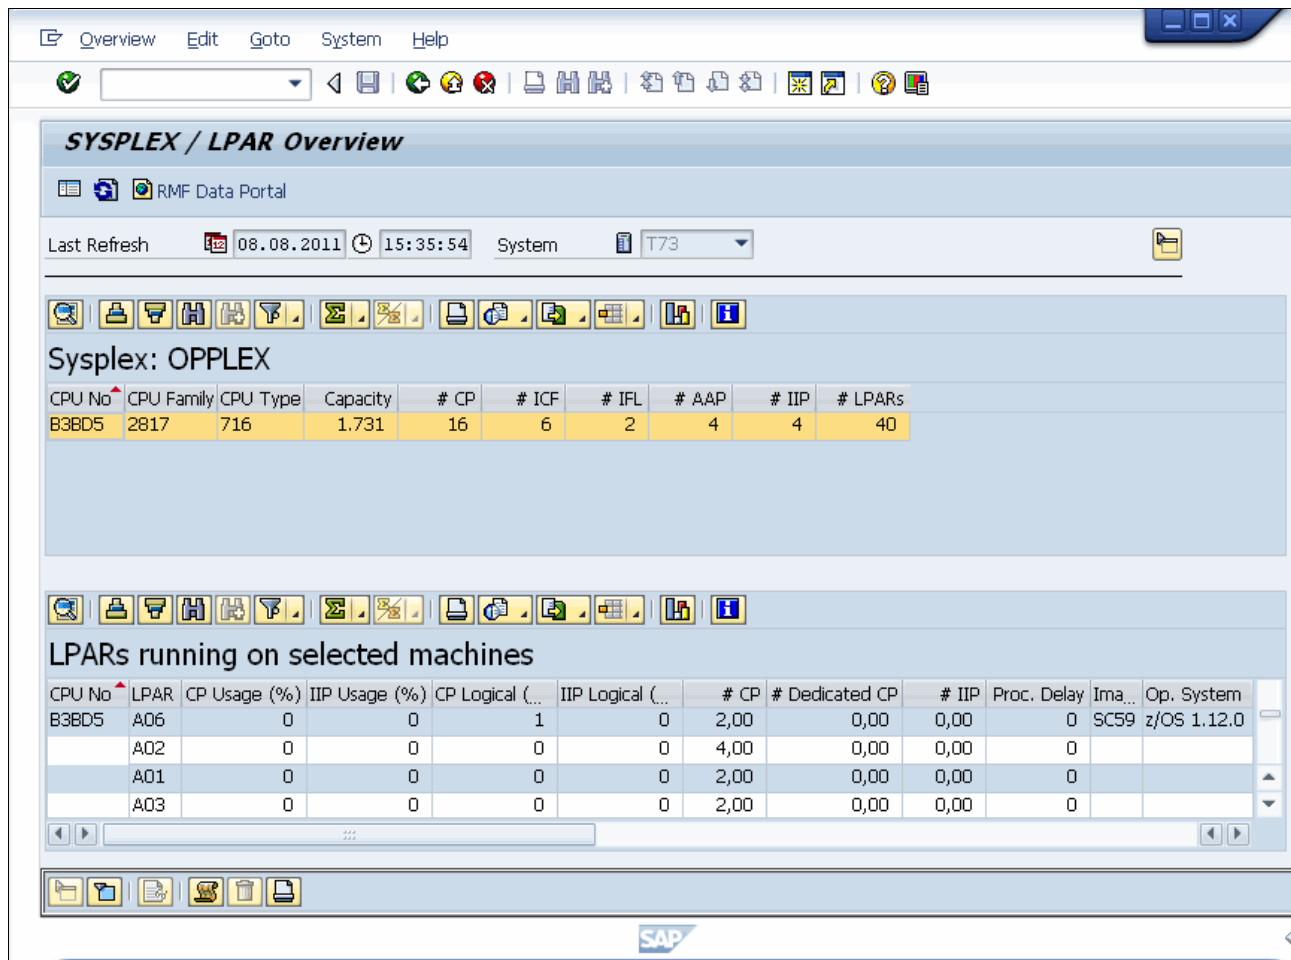 Overview Edit Goto System Help
SYSPLEX / LPAR Overview
RMF Data Portal
Last Refresh 12 08.08.2011 15:35:54 System T73
Sysplex: OPPLEX
CPU No CPU Family CPU Type Capacity # CP # ICF # IFL # AAP # IIP # LPARs
B3BD5 2817 716 1.731 16 6 2 4 4 40
LPARs running on selected machines
CPU No LPAR CP Usage (%) IIP Usage (%) CP Logical (... IIP Logical (... # CP # Dedicated CP # IIP Proc. Delay Ima... Op. System
B3BD5 A06 0 0 1 0 2,00 0,00 0,00 0 SC59 z/OS 1.12.0
A02 0 0 0 0 4,00 0,00 0,00 0
A01 0 0 0 0 2,00 0,00 0,00 0
A03 0 0 0 0 2,00 0,00 0,00 0
SAP